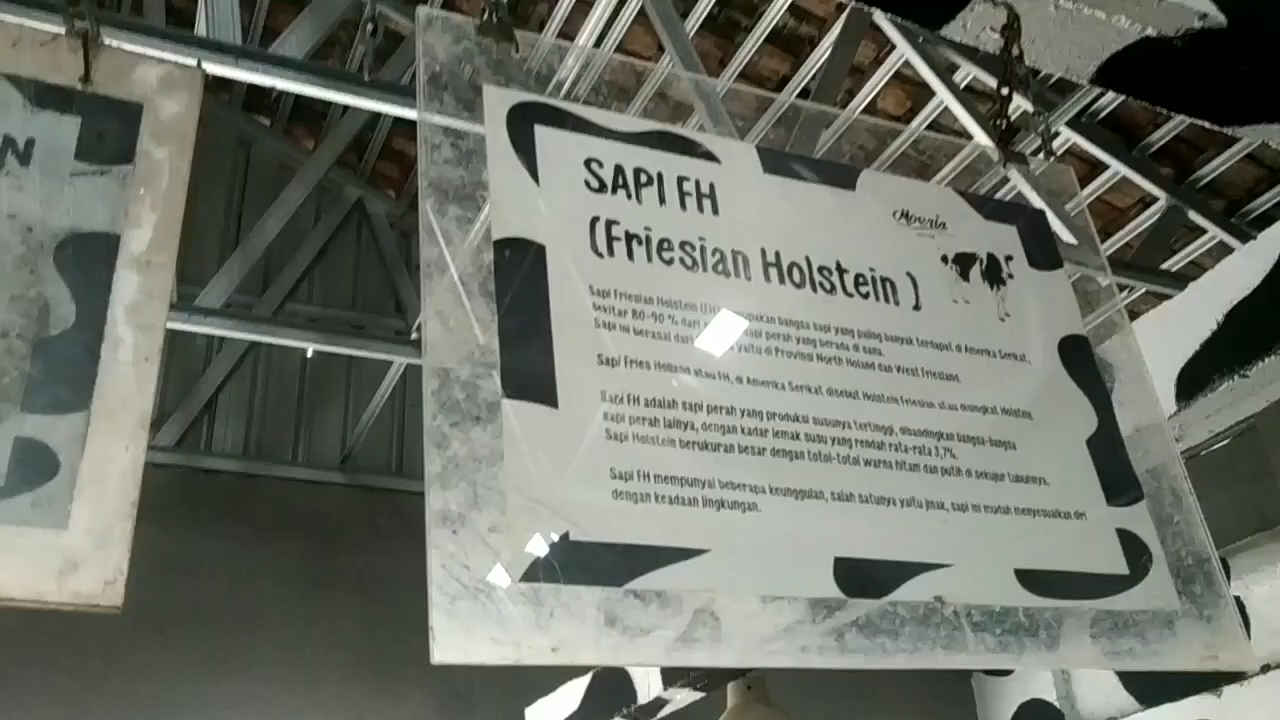 N
SAPI FH
Moeria
(Friesian Holstein )
Sapi Friesian Holstein (FH) merupakan bangsa sapi yang paling banyak terdapat di Amerika Serikat,
sekitar 80-90 % dari sapi perah yang berada di sana.
Sapi ini berasal dari yaitu di Provinsi North Holand dan West Friesland.
Sapi Fries Holland atau FH, di Amerika Serikat disebut Holstein Friesian atau disingkat Holstein
Sapi FH adalah sapi perah yang produksi susunya tertinggi, dibandingkan bangsa-bangsa
sapi perah lainya, dengan kadar lemak susu yang rendah rata-rata 3,7%.
Sapi Holstein berukuran besar dengan totol-totol warna hitam dan putih di sekujur tubuhnya.
Sapi FH mempunyai beberapa keunggulan, salah satunya yaitu jinak, sapi ini mudah menyesuaikan diri
dengan keadaan lingkungan.